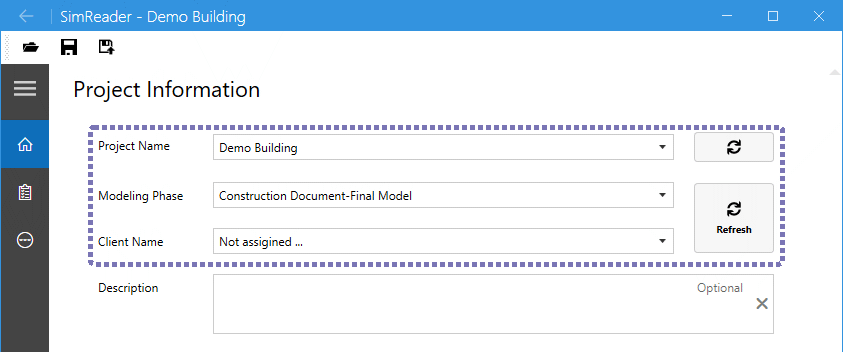 SimReader - Demo Building
Project Information
Project Name
Demo Building
Modeling Phase
Construction Document-Final Model
Refresh
Client Name
Not assigined ...
Description
Optional